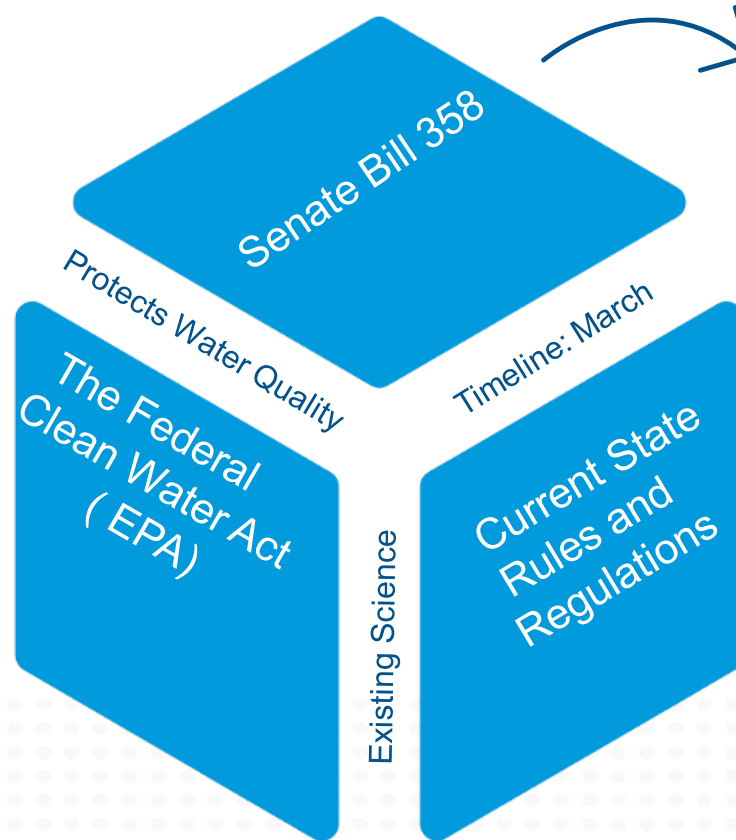 Senate Bill 358
Protects Water Quality
Timeline: March
The Federal
Clean Water Act
( EPA)
Existing Science
Current State
Rules and
Regulations